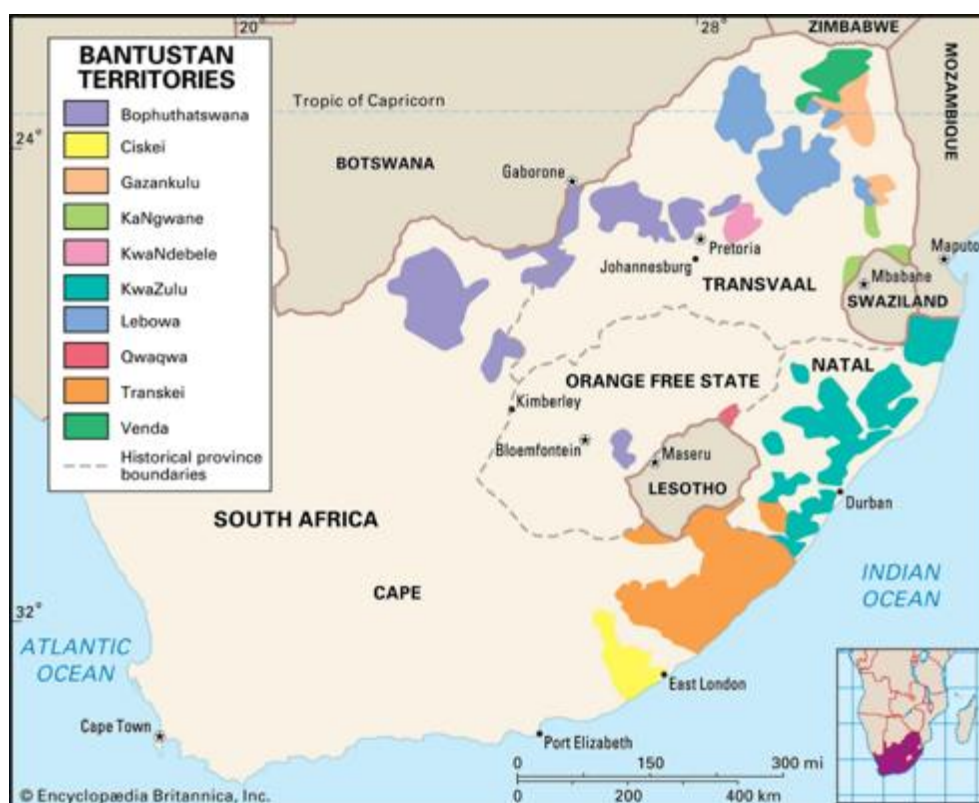 BANTUSTAN
TERRITORIES
Bophuthatswana
Ciskei
Gazankulu
KaNgwane
KwaNdebele
KwaZulu
Lebowa
Qwaqwa
Transkei
Venda
Historical province
boundaries
20°
28°
24°
32°
Tropic of Capricorn
ZIMBABWE
MOZAMBIQUE
BOTSWANA
Gaborone
Pretoria
Johannesburg
TRANSVAAL
Maputo
Mbabane
SWAZILAND
NATAL
ORANGE FREE STATE
Kimberley
Bloemfontein
Maseru
LESOTHO
Durban
SOUTH AFRICA
CAPE
INDIAN
OCEAN
ATLANTIC
OCEAN
East London
Cape Town
Port Elizabeth
0 150 300 mi
0 200 400 km
© Encyclopædia Britannica, Inc.